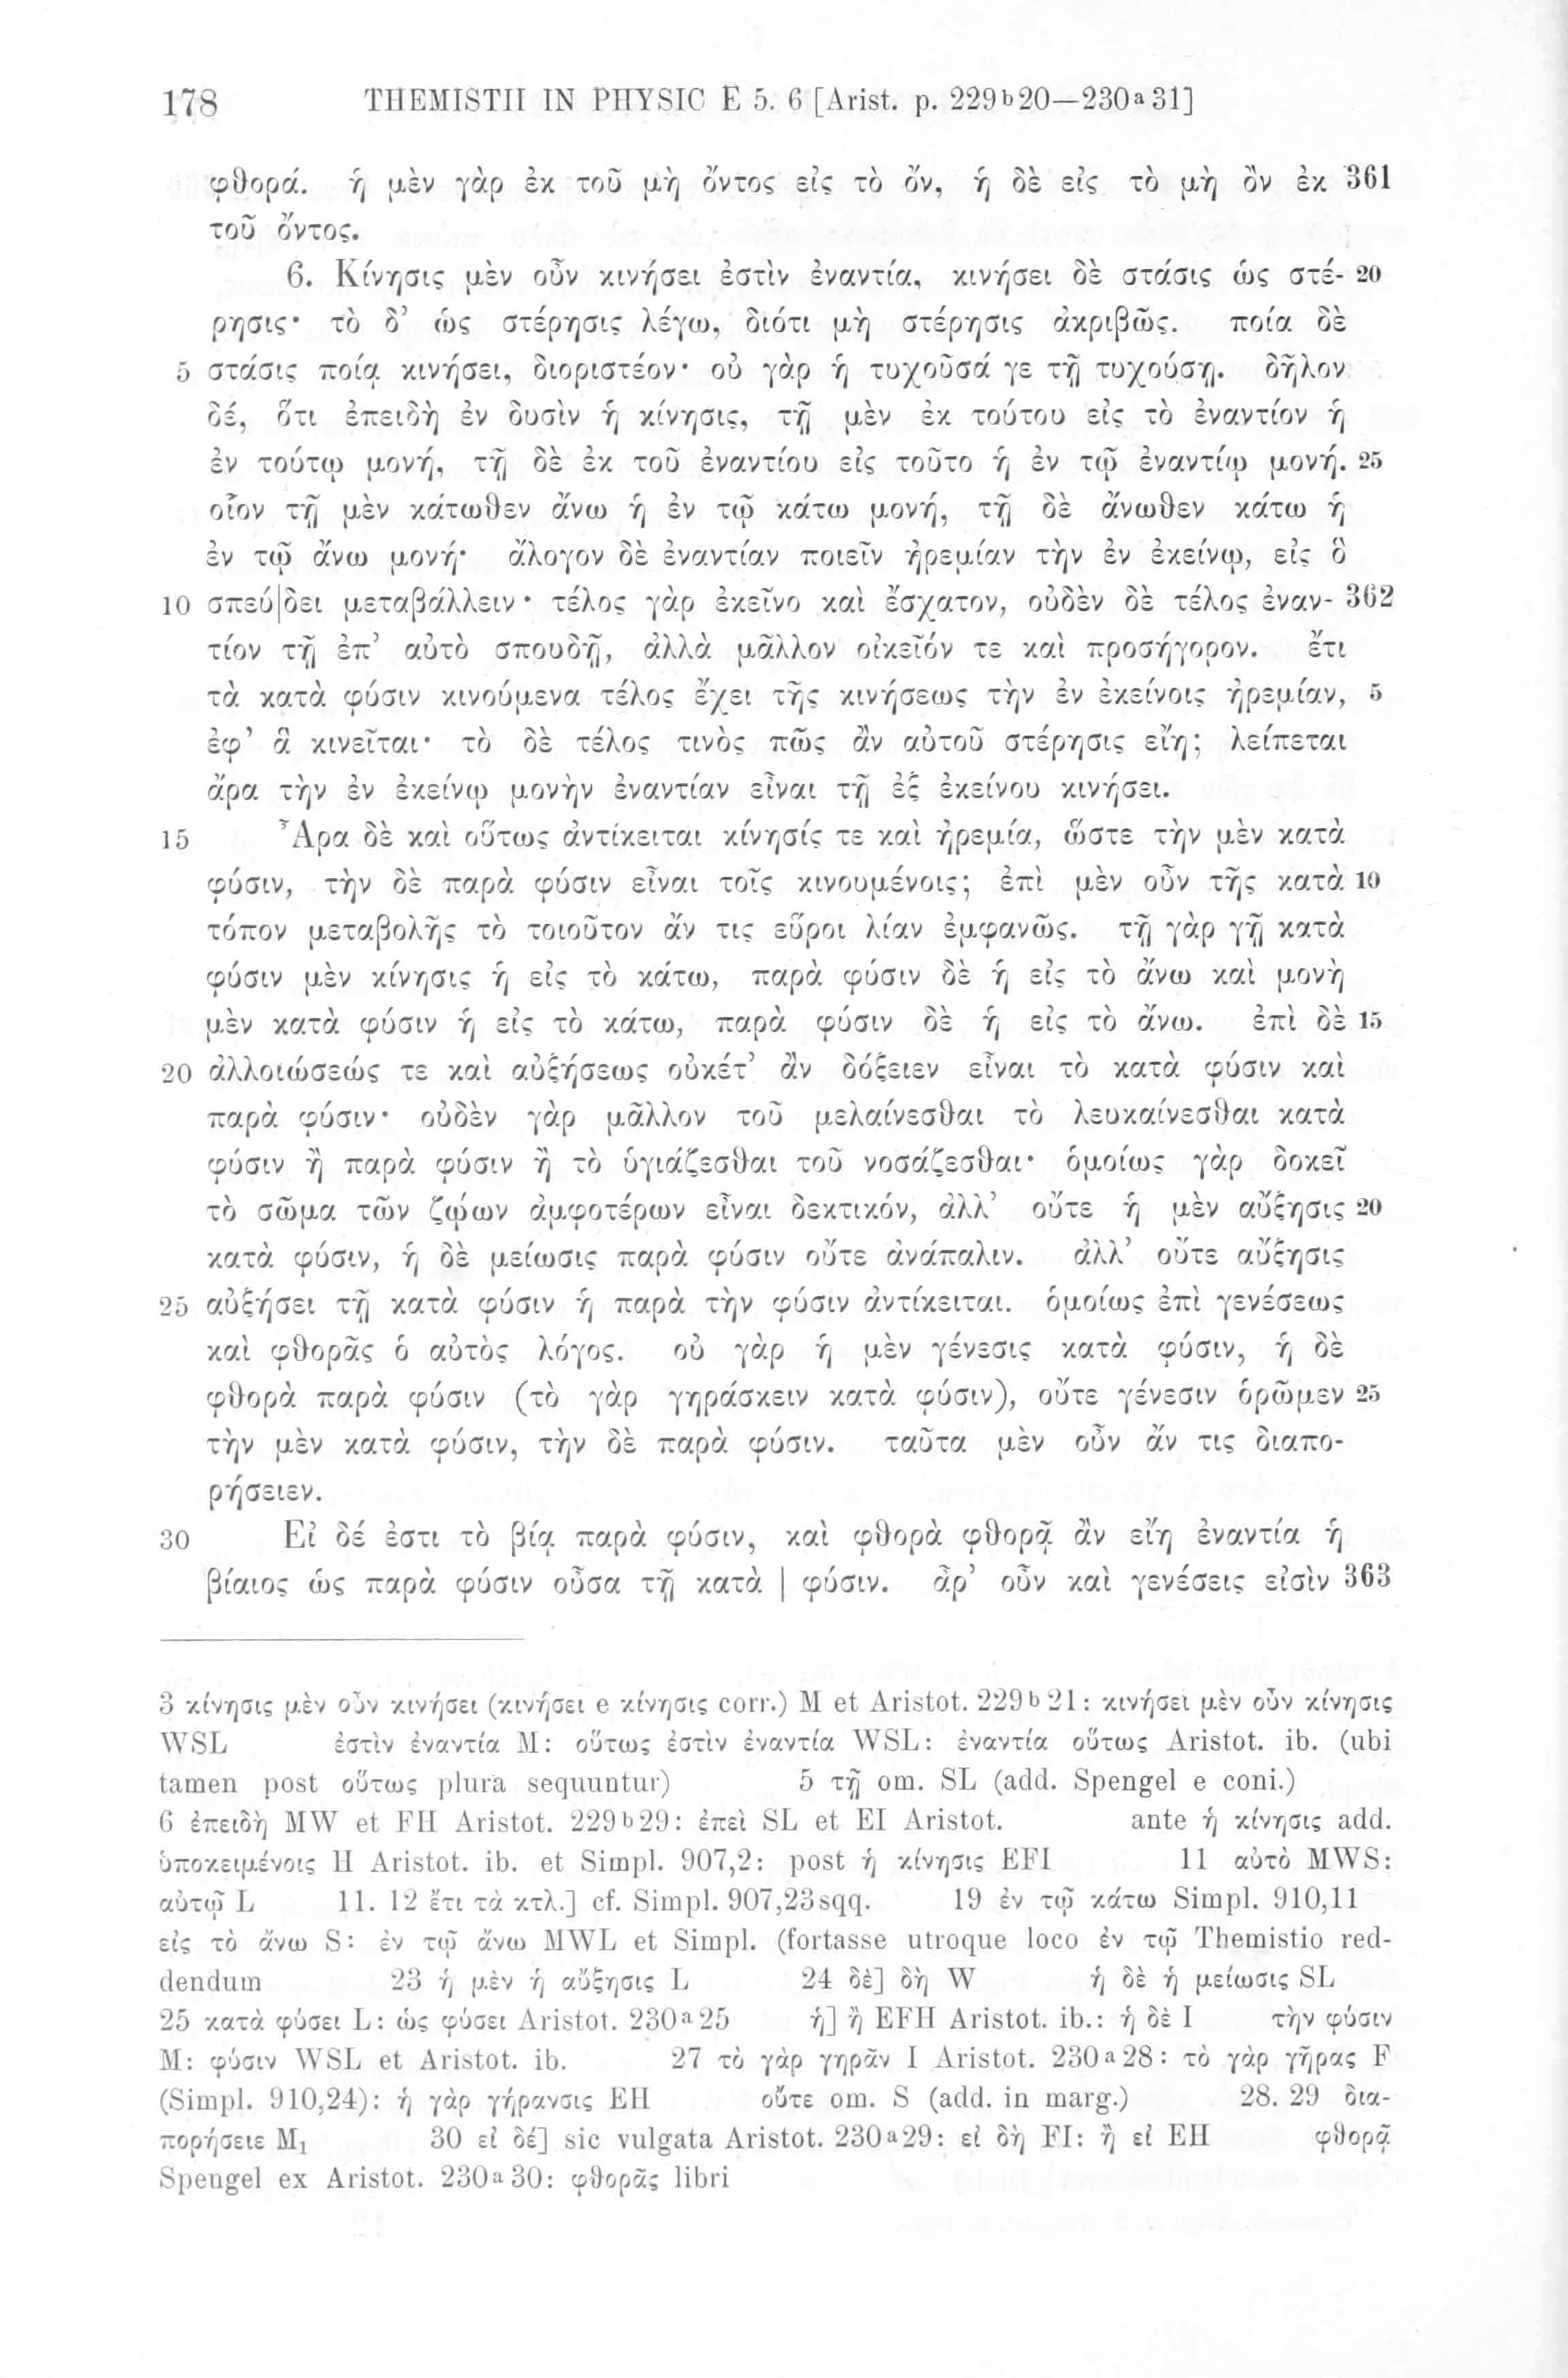 178 THEMISTII IN PHYSIC E 5. 6 [Arist. p. 229ᵇ20—230ᵃ31]
φθορά. ἡ μὲν γὰρ ἐκ τοῦ μὴ ὄντος εἰς τὸ ὄν, ἡ δὲ εἰς τὸ μὴ ὂν ἐκ 361
τοῦ ὄντος.
6. Κίνησις μὲν οὖν κινήσει ἐστὶν ἐναντία, κινήσει δὲ στάσις ὡς στέ- 20
ρησις· τὸ δ’ ὡς στέρησις λέγω, διότι μὴ στέρησις ἀκριβῶς. ποία δὲ
5 στάσις ποίᾳ κινήσει, διοριστέον· οὐ γὰρ ἡ τυχοῦσά γε τῇ τυχούσῃ. δῆλον
δέ, ὅτι ἐπειδὴ ἐν δυσὶν ἡ κίνησις, τῇ μὲν ἐκ τούτου εἰς τὸ ἐναντίον ἡ
ἐν τούτῳ μονή, τῇ δὲ ἐκ τοῦ ἐναντίου εἰς τοῦτο ἡ ἐν τῷ ἐναντίῳ μονή. 25
οἷον τῇ μὲν κάτωθεν ἄνω ἡ ἐν τῷ κάτω μονή, τῇ δὲ ἄνωθεν κάτω ἡ
ἐν τῷ ἄνω μονή· ἄλογον δὲ ἐναντίαν ποιεῖν ἠρεμίαν τὴν ἐν ἐκείνῳ, εἰς ὃ
10 σπεύ|δει μεταβάλλειν· τέλος γὰρ ἐκεῖνο καὶ ἔσχατον, οὐδὲν δὲ τέλος ἐναν- 362
τίον τῇ ἐπ’ αὐτὸ σπουδῇ, ἀλλὰ μᾶλλον οἰκεῖόν τε καὶ προσήγορον. ἔτι
τὰ κατὰ φύσιν κινούμενα τέλος ἔχει τῆς κινήσεως τὴν ἐν ἐκείνοις ἠρεμίαν, 5
ἐφ’ ἃ κινεῖται· τὸ δὲ τέλος τινὸς πῶς ἂν αὐτοῦ στέρησις εἴη; λείπεται
ἄρα τὴν ἐν ἐκείνῳ μονὴν ἐναντίαν εἶναι τῇ ἐξ ἐκείνου κινήσει.
15 Ἆρα δὲ καὶ οὕτως ἀντίκειται κίνησίς τε καὶ ἠρεμία, ὥστε τὴν μὲν κατὰ
φύσιν, τὴν δὲ παρὰ φύσιν εἶναι τοῖς κινουμένοις; ἐπὶ μὲν οὖν τῆς κατὰ 10
τόπον μεταβολῆς τὸ τοιοῦτον ἄν τις εὕροι λίαν ἐμφανῶς. τῇ γὰρ γῇ κατὰ
φύσιν μὲν κίνησις ἡ εἰς τὸ κάτω, παρὰ φύσιν δὲ ἡ εἰς τὸ ἄνω καὶ μονὴ
μὲν κατὰ φύσιν ἡ εἰς τὸ κάτω, παρὰ φύσιν δὲ ἡ εἰς τὸ ἄνω. ἐπὶ δὲ 15
20 ἀλλοιώσεώς τε καὶ αὐξήσεως οὐκέτ’ ἂν δόξειεν εἶναι τὸ κατὰ φύσιν καὶ
παρὰ φύσιν· οὐδὲν γὰρ μᾶλλον τοῦ μελαίνεσθαι τὸ λευκαίνεσθαι κατὰ
φύσιν ἢ παρὰ φύσιν ἢ τὸ ὑγιάζεσθαι τοῦ νοσάζεσθαι· ὁμοίως γὰρ δοκεῖ
τὸ σῶμα τῶν ζῴων ἀμφοτέρων εἶναι δεκτικόν, ἀλλ’ οὔτε ἡ μὲν αὔξησις 20
κατὰ φύσιν, ἡ δὲ μείωσις παρὰ φύσιν οὔτε ἀνάπαλιν. ἀλλ’ οὔτε αὔξησις
25 αὐξήσει τῇ κατὰ φύσιν ἡ παρὰ τὴν φύσιν ἀντίκειται. ὁμοίως ἐπὶ γενέσεως
καὶ φθορᾶς ὁ αὐτὸς λόγος. οὐ γὰρ ἡ μὲν γένεσις κατὰ φύσιν, ἡ δὲ
φθορὰ παρὰ φύσιν (τὸ γὰρ γηράσκειν κατὰ φύσιν), οὔτε γένεσιν ὁρῶμεν 25
τὴν μὲν κατὰ φύσιν, τὴν δὲ παρὰ φύσιν. ταῦτα μὲν οὖν ἄν τις διαπο-
ρήσειεν.
30 Εἰ δέ ἐστι τὸ βίᾳ παρὰ φύσιν, καὶ φθορὰ φθορᾷ ἂν εἴη ἐναντία ἡ
βίαιος ὡς παρὰ φύσιν οὖσα τῇ κατὰ | φύσιν. ἆρ’ οὖν καὶ γενέσεις εἰσὶν 363
3 κίνησις μὲν οὖν κινήσει (κινήσει e κίνησις corr.) M et Aristot. 229ᵇ21: κινήσει μὲν οὖν κίνησις
WSL ἐστὶν ἐναντία M: οὕτως ἐστὶν ἐναντία WSL: ἐναντία οὕτως Aristot. ib. (ubi
tamen post οὕτως plura sequuntur) 5 τῇ om. SL (add. Spengel e coni.)
6 ἐπειδὴ MW et FH Aristot. 229ᵇ29: ἐπεὶ SL et EI Aristot. ante ἡ κίνησις add.
ὑποκειμένοις H Aristot. ib. et Simpl. 907,2: post ἡ κίνησις EFI 11 αὐτὸ MWS:
αὐτῷ L 11. 12 ἔτι τὰ κτλ.] cf. Simpl. 907,23sqq. 19 ἐν τῷ κάτω Simpl. 910,11
εἰς τὸ ἄνω S: ἐν τῷ ἄνω MWL et Simpl. (fortasse utroque loco ἐν τῷ Themistio red-
dendum 23 ἡ μὲν ἡ αὔξησις L 24 δὲ] δὴ W ἡ δὲ ἡ μείωσις SL
25 κατὰ φύσει L: ὡς φύσει Aristot. 230ᵃ25 ἡ] ἢ EFH Aristot. ib.: ἡ δὲ I τὴν φύσιν
M: φύσιν WSL et Aristot. ib. 27 τὸ γὰρ γηρᾶν I Aristot. 230ᵃ28: τὸ γὰρ γῆρας F
(Simpl. 910,24): ἡ γὰρ γήρανσις EH οὔτε om. S (add. in marg.) 28. 29 δια-
πορήσειε M₁ 30 εἰ δέ] sic vulgata Aristot. 230ᵃ29: εἰ δὴ FI: ἢ εἰ EH φθορᾷ
Spengel ex Aristot. 230ᵃ30: φθορᾶς libri